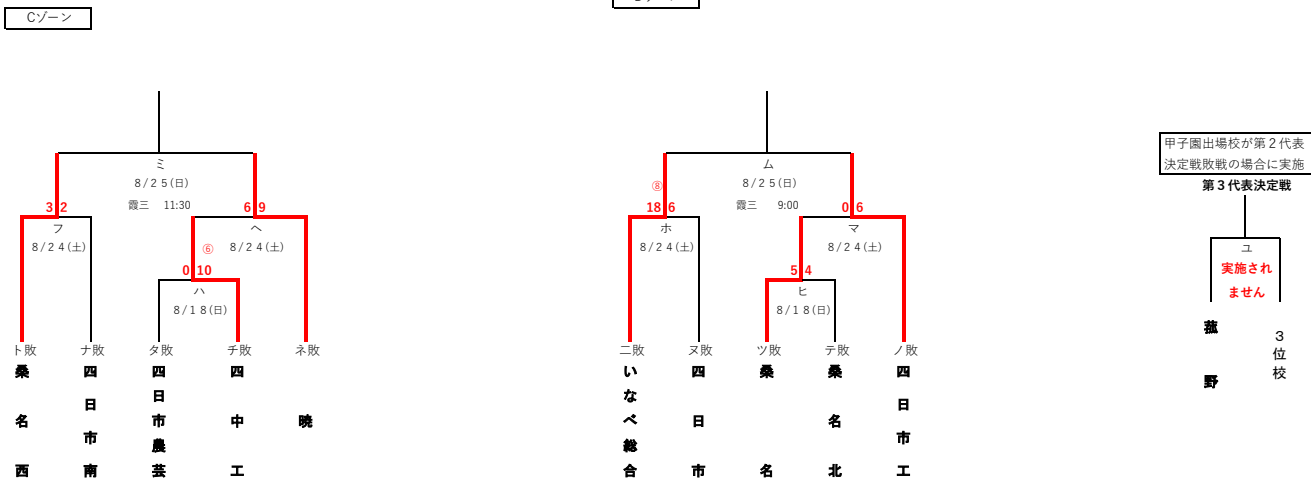 Cゾーン
ミ
8/25(日)
霞三 11:30
3 2
6 9
フ
8/24(土)
⑥
ヘ
8/24(土)
0 10
ハ
8/18(日)
ト敗
ナ敗
タ敗
チ敗
ネ敗
桑名西
四日市南
四日市農芸
四中工
暁
ム
8/25(日)
霞三 9:00
⑧
18 6
0 6
ホ
8/24(土)
マ
8/24(土)
5 4
ヒ
8/18(日)
ニ敗
ヌ敗
ツ敗
テ敗
ノ敗
いなべ総合
四日市
桑名
桑名北
四日市工
甲子園出場校が第2代表
決定戦敗戦の場合に実施
第3代表決定戦
ユ
実施され
ません
菰野
3位校